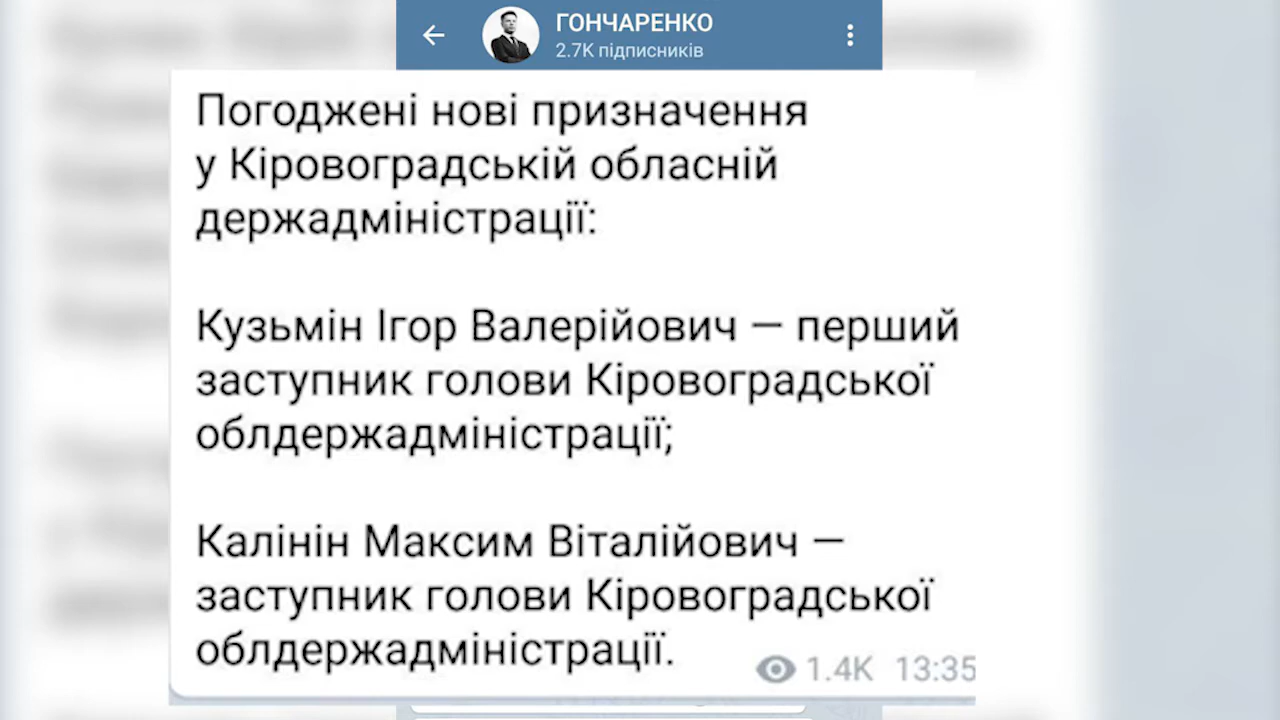 ГОНЧАРЕНКО
2.7K підписників
Погоджені нові призначення
у Кіровоградській обласній
держадміністрації:
Кузьмін Ігор Валерійович — перший
заступник голови Кіровоградської
облдержадміністрації;
Калінін Максим Віталійович —
заступник голови Кіровоградської
облдержадміністрації.
1.4K 13:35